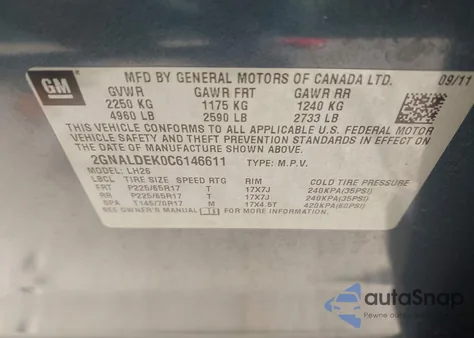 GM
MFD BY GENERAL MOTORS OF CANADA LTD. 09/11
GVWR GAWR FRT GAWR RR
2250 KG 1175 KG 1240 KG
4960 LB 2590 LB 2733 LB
THIS VEHICLE CONFORMS TO ALL APPLICABLE U.S. FEDERAL
MOTOR VEHICLE SAFETY, BUMPER, AND
THEFT PREVENTION STANDARDS IN EFFECT ON THE DATE
OF MANUFACTURE SHOWN ABOVE.
2GNALDEK0C6146611 TYPE: M.P.V.
MODEL: LH26
LBCL TIRE SIZE SPEED RTG RIM COLD TIRE PRESSURE
FRT P225/65R17 T 17X7J 240KPA(35PSI)
RR P225/65R17 T 17X7J 240KPA(35PSI)
SPA T145/70R17 M 17X4.5T 420KPA(60PSI)
SEE OWNER'S MANUAL FOR MORE INFORMATION.
autoSnap
Pewne auto z USA